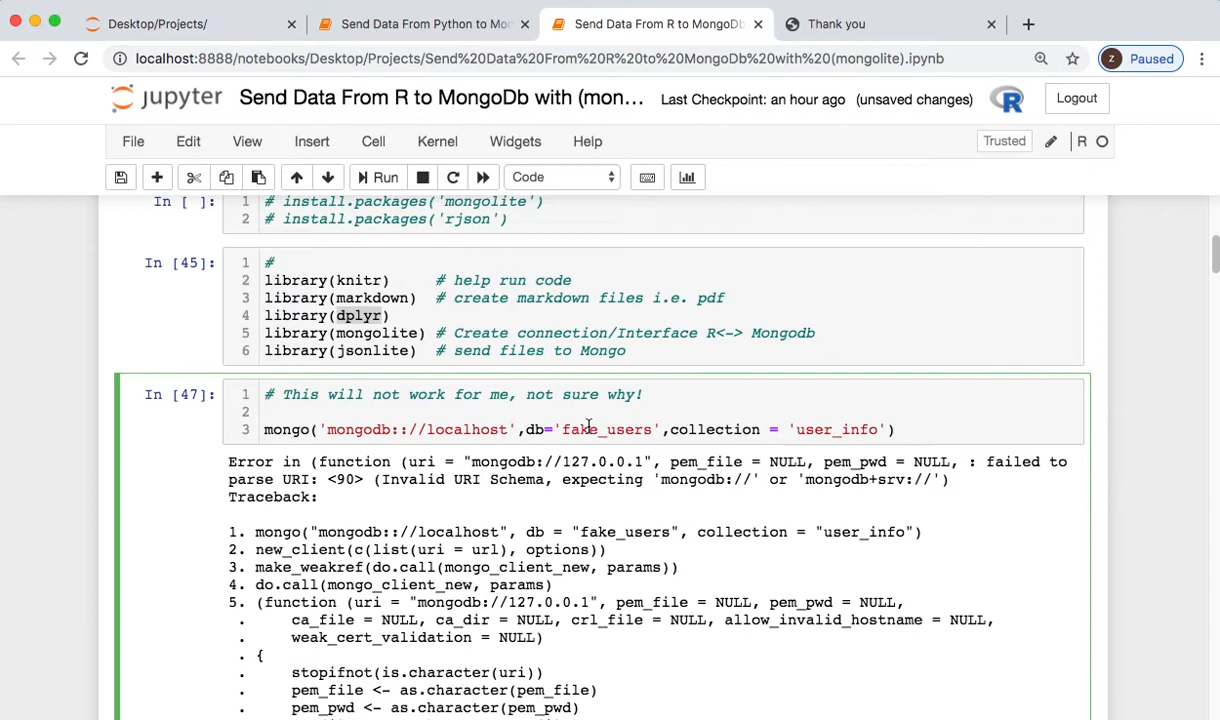 Desktop/Projects/
Send Data From Python to Mon
Send Data From R to MongoDb
Thank you
localhost:8888/notebooks/Desktop/Projects/Send%20Data%20From%20R%20to%20MongoDb%20with%20(mongolite).ipynb
Z Paused
jupyter Send Data From R to MongoDb with (mon... Last Checkpoint: an hour ago (unsaved changes) R Logout
File Edit View Insert Cell Kernel Widgets Help Trusted R
Run Code
In [ ]: 1 # install.packages('mongolite')
2 # install.packages('rjson')
In [45]: 1 #
2 library(knitr) # help run code
3 library(markdown) # create markdown files i.e. pdf
4 library(dplyr)
5 library(mongolite) # Create connection/Interface R<-> Mongodb
6 library(jsonlite) # send files to Mongo
In [47]: 1 # This will not work for me, not sure why!
2
3 mongo('mongodb:://localhost',db='fake_users',collection = 'user_info')
Error in (function (uri = "mongodb://127.0.0.1", pem_file = NULL, pem_pwd = NULL, : failed to
parse URI: <90> (Invalid URI Schema, expecting 'mongodb://' or 'mongodb+srv://')
Traceback:
1. mongo("mongodb:://localhost", db = "fake_users", collection = "user_info")
2. new_client(c(list(uri = url), options))
3. make_weakref(do.call(mongo_client_new, params))
4. do.call(mongo_client_new, params)
5. (function (uri = "mongodb://127.0.0.1", pem_file = NULL, pem_pwd = NULL,
. ca_file = NULL, ca_dir = NULL, crl_file = NULL, allow_invalid_hostname = NULL,
. weak_cert_validation = NULL)
. {
. stopifnot(is.character(uri))
. pem_file <- as.character(pem_file)
. pem_pwd <- as.character(pem_pwd)